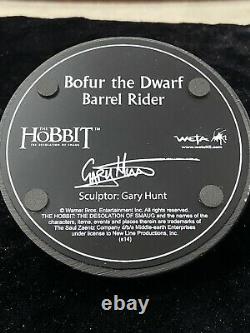 Bofur the Dwarf
Barrel Rider
THE HOBBIT™
THE DESOLATION OF SMAUG
WETA
www.wetaNZ.com
Gary Hunt
Sculptor: Gary Hunt
© Warner Bros. Entertainment Inc. All rights reserved.
THE HOBBIT: THE DESOLATION OF SMAUG and the names of the
characters, items, events and places therein are trademarks of
The Saul Zaentz Company d/b/a Middle-earth Enterprises
under license to New Line Productions, Inc.
(s14)
picclick.com